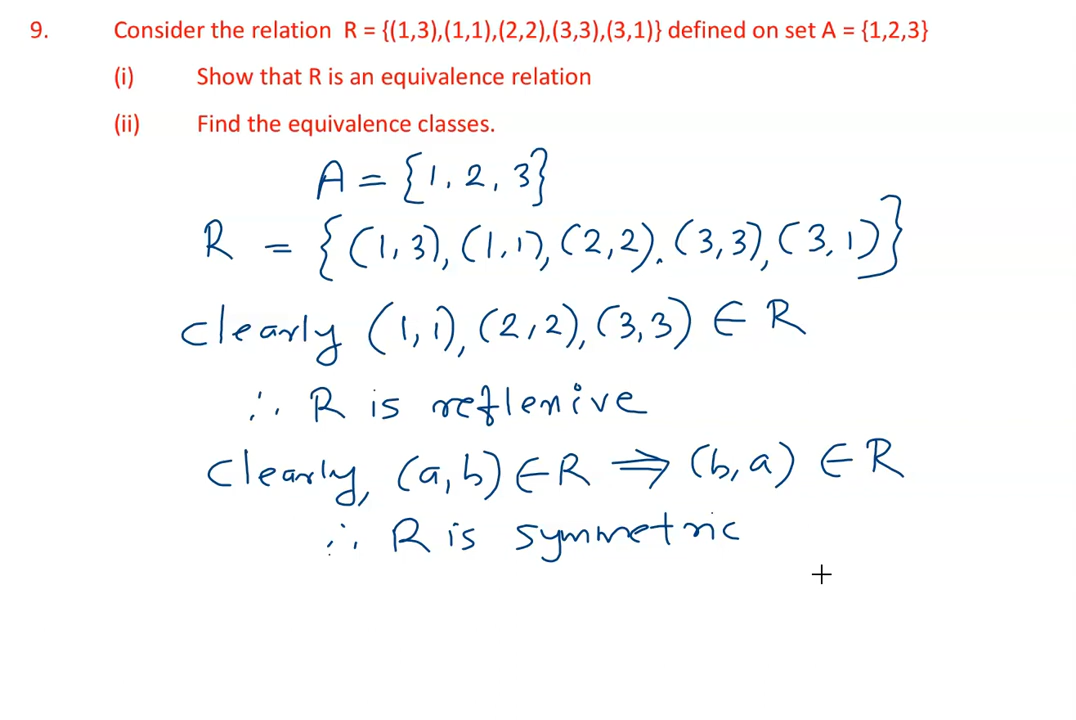 9. Consider the relation R = {(1,3),(1,1),(2,2),(3,3),(3,1)} defined on set A = {1,2,3}
(i) Show that R is an equivalence relation
(ii) Find the equivalence classes.
A = {1, 2, 3}
R = {(1,3), (1,1), (2,2), (3,3), (3,1)}
clearly (1,1), (2,2), (3,3) ∈ R
∴ R is reflexive
clearly, (a,b) ∈ R ⇒ (b,a) ∈ R
∴ R is symmetric